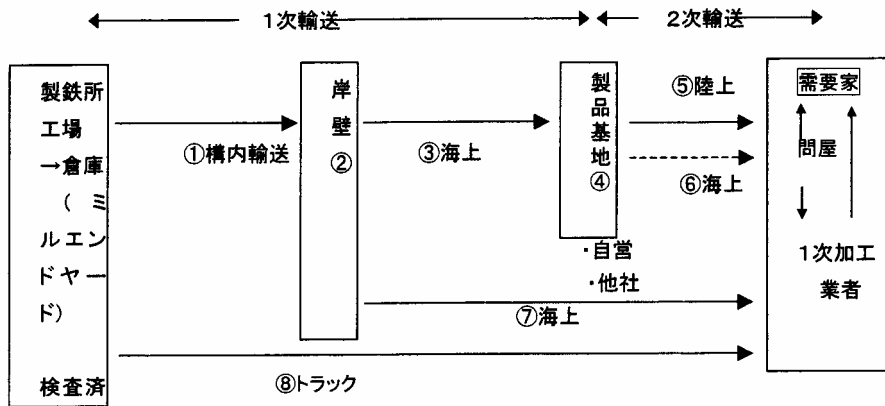 1次輸送
2次輸送
製鉄所
工場
→倉庫
(ミ
ルエン
ドヤー
ド)
検査済
①構内輸送
岸
壁
②
③海上
製
品
基
地
④
・自営
・他社
⑤陸上
⑥海上
⑦海上
⑧トラック
需要家
問屋
1次加工
業者